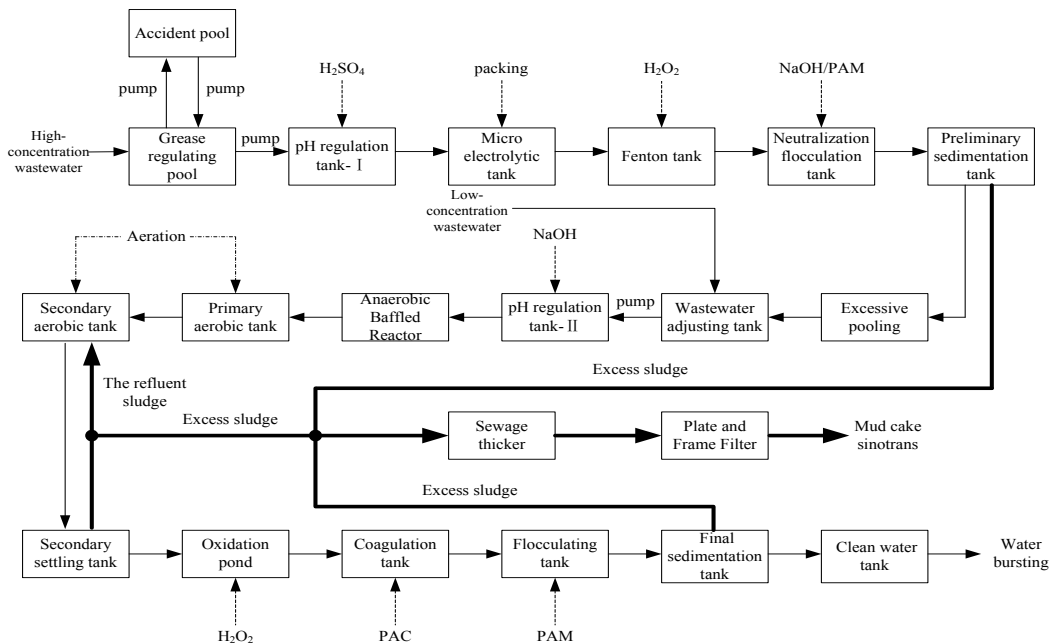 Accident pool
H₂SO₄
packing
H₂O₂
NaOH/PAM
pump
pump
High-
concentration
wastewater
Grease
regulating pool
pump
pH regulation
tank-Ⅰ
Micro
electrolytic
tank
Fenton tank
Neutralization
flocculation
tank
Preliminary
sedimentation
tank
Low-
concentration
wastewater
Aeration
NaOH
Secondary
aerobic tank
Primary
aerobic tank
Anaerobic
Baffled
Reactor
pH regulation
tank-Ⅱ
pump
Wastewater
adjusting tank
Excessive
pooling
The refluent
sludge
Excess sludge
Excess sludge
Sewage
thicker
Plate and
Frame Filter
Mud cake
sinotrans
Excess sludge
Secondary
settling tank
Oxidation
pond
Coagulation
tank
Flocculating
tank
Final
sedimentation
tank
Clean water
tank
Water
bursting
H₂O₂
PAC
PAM